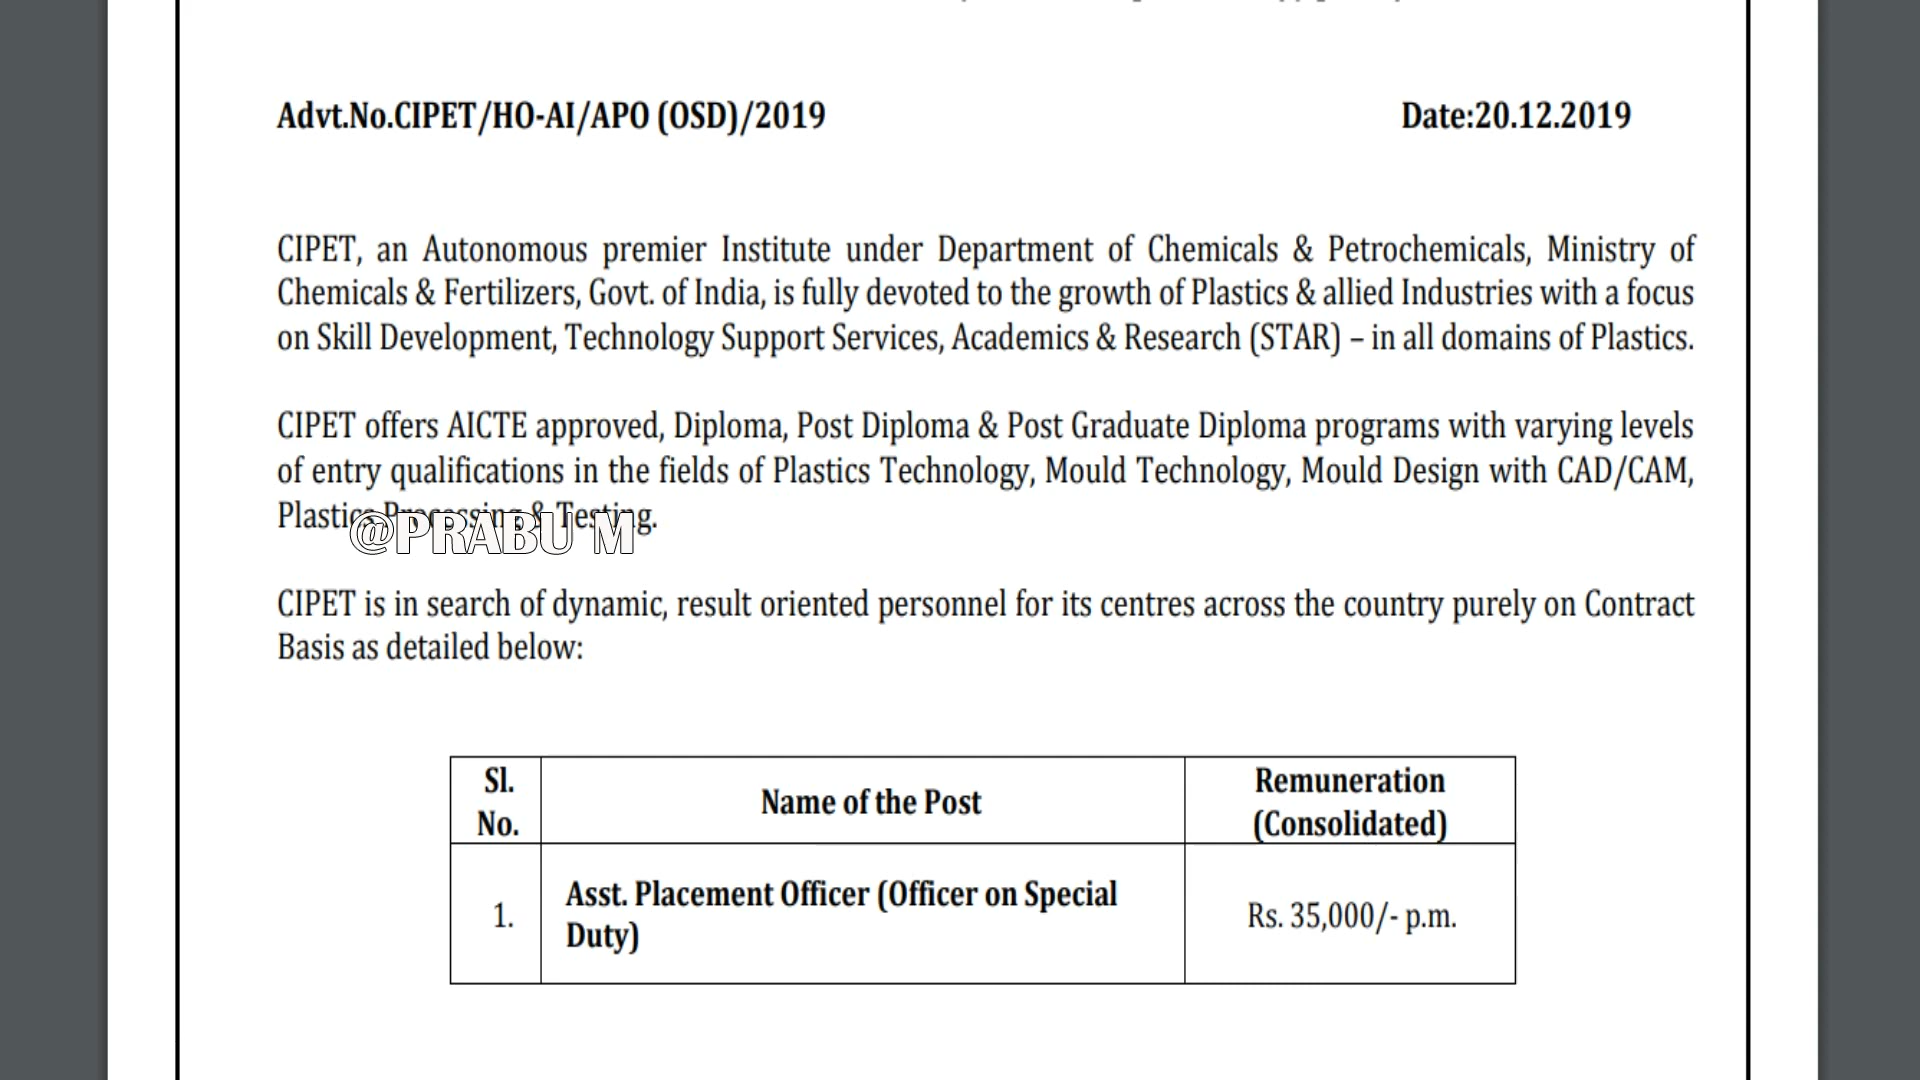 Advt.No.CIPET/HO-AI/APO (OSD)/2019 Date:20.12.2019
CIPET, an Autonomous premier Institute under Department of Chemicals & Petrochemicals, Ministry of
Chemicals & Fertilizers, Govt. of India, is fully devoted to the growth of Plastics & allied Industries with a focus
on Skill Development, Technology Support Services, Academics & Research (STAR) – in all domains of Plastics.
CIPET offers AICTE approved, Diploma, Post Diploma & Post Graduate Diploma programs with varying levels
of entry qualifications in the fields of Plastics Technology, Mould Technology, Mould Design with CAD/CAM,
Plastics Processing & Testing.
@PRABU M
CIPET is in search of dynamic, result oriented personnel for its centres across the country purely on Contract
Basis as detailed below:
Sl. No. Name of the Post Remuneration (Consolidated)
1. Asst. Placement Officer (Officer on Special Duty) Rs. 35,000/- p.m.